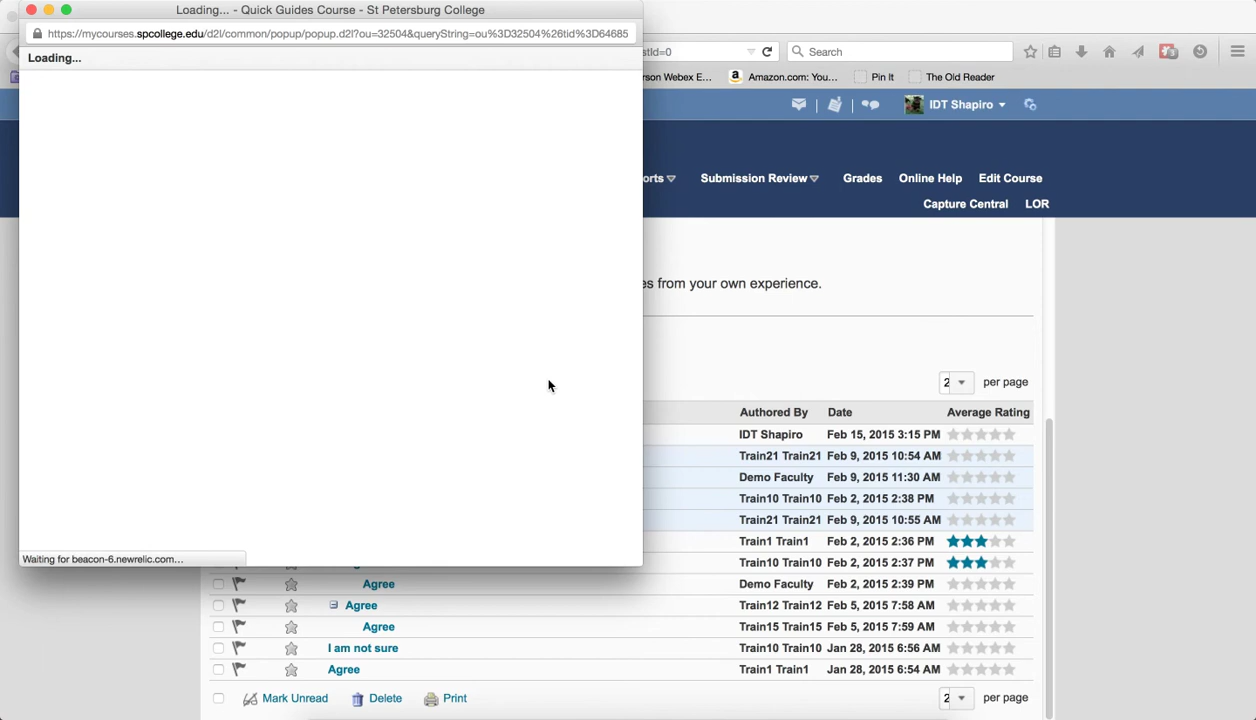 Loading... - Quick Guides Course - St Petersburg College
https://mycourses.spcollege.edu/d2l/common/popup/popup.d2l?ou=32504&queryString=ou%3D32504%26tid%3D64685
Loading...
stId=0
Search
rson Webex E...
Amazon.com: You...
Pin It
The Old Reader
IDT Shapiro
orts
Submission Review
Grades
Online Help
Edit Course
Capture Central
LOR
es from your own experience.
2
per page
Authored By
Date
Average Rating
IDT Shapiro Feb 15, 2015 3:15 PM
Train21 Train21 Feb 9, 2015 10:54 AM
Demo Faculty Feb 9, 2015 11:30 AM
Train10 Train10 Feb 2, 2015 2:38 PM
Train21 Train21 Feb 9, 2015 10:55 AM
Train1 Train1 Feb 2, 2015 2:36 PM
Waiting for beacon-6.newrelic.com...
Train10 Train10 Feb 2, 2015 2:37 PM
Agree Demo Faculty Feb 2, 2015 2:39 PM
Agree Train12 Train12 Feb 5, 2015 7:58 AM
Agree Train15 Train15 Feb 5, 2015 7:59 AM
I am not sure Train10 Train10 Jan 28, 2015 6:56 AM
Agree Train1 Train1 Jan 28, 2015 6:54 AM
Mark Unread
Delete
Print
2
per page